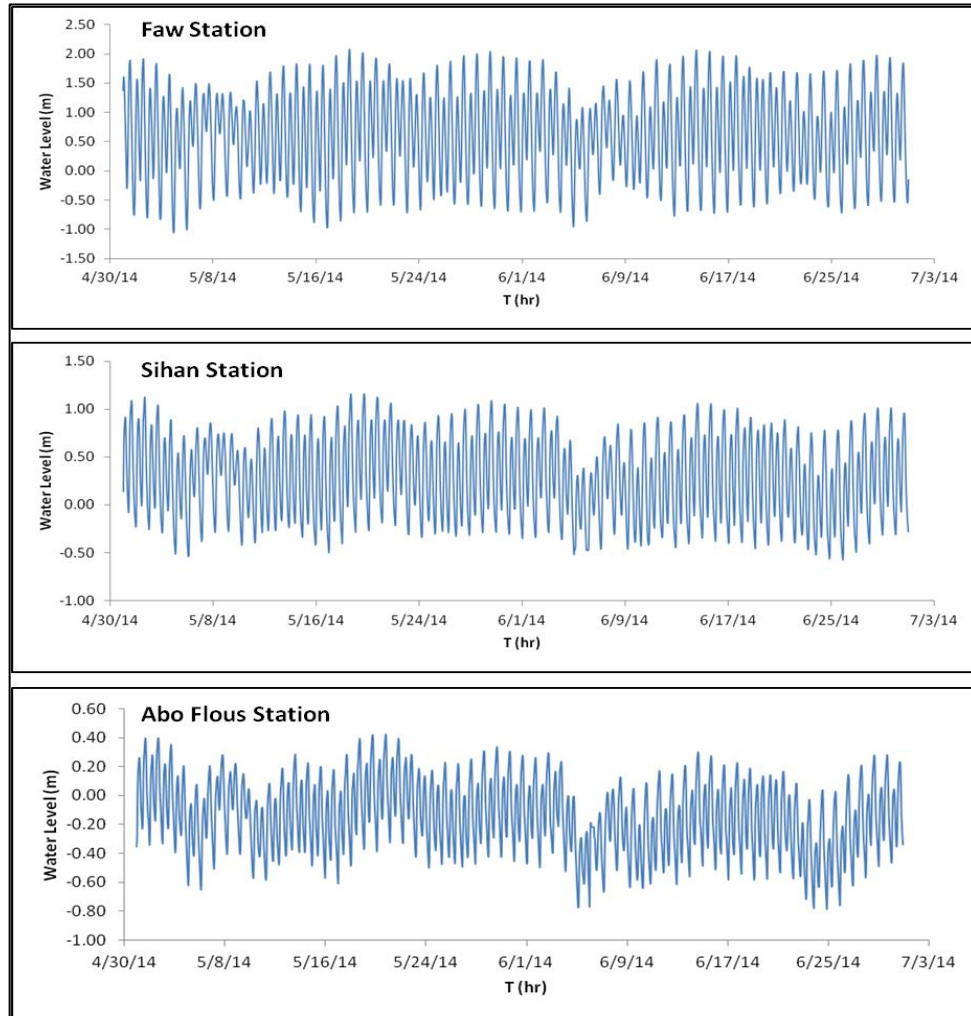 Faw Station
2.50
2.00
1.50
1.00
0.50
0.00
-0.50
-1.00
-1.50
Water Level (m)
4/30/14 5/8/14 5/16/14 5/24/14 6/1/14 6/9/14 6/17/14 6/25/14 7/3/14
T (hr)
Sihan Station
1.50
1.00
0.50
0.00
-0.50
-1.00
Water Level (m)
4/30/14 5/8/14 5/16/14 5/24/14 6/1/14 6/9/14 6/17/14 6/25/14 7/3/14
T (hr)
Abo Flous Station
0.60
0.40
0.20
0.00
-0.20
-0.40
-0.60
-0.80
-1.00
Water Level (m)
4/30/14 5/8/14 5/16/14 5/24/14 6/1/14 6/9/14 6/17/14 6/25/14 7/3/14
T (hr)